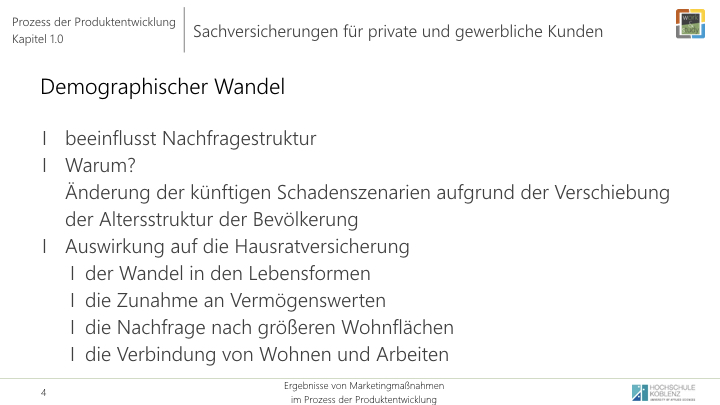 Prozess der Produktentwicklung
Kapitel 1.0
Sachversicherungen für private und gewerbliche Kunden
work
study
Demographischer Wandel
I beeinflusst Nachfragestruktur
I Warum?
Änderung der künftigen Schadenszenarien aufgrund der Verschiebung
der Altersstruktur der Bevölkerung
I Auswirkung auf die Hausratversicherung
I der Wandel in den Lebensformen
I die Zunahme an Vermögenswerten
I die Nachfrage nach größeren Wohnflächen
I die Verbindung von Wohnen und Arbeiten
4
Ergebnisse von Marketingmaßnahmen
im Prozess der Produktentwicklung
HOCHSCHULE
KOBLENZ
UNIVERSITY OF APPLIED SCIENCES